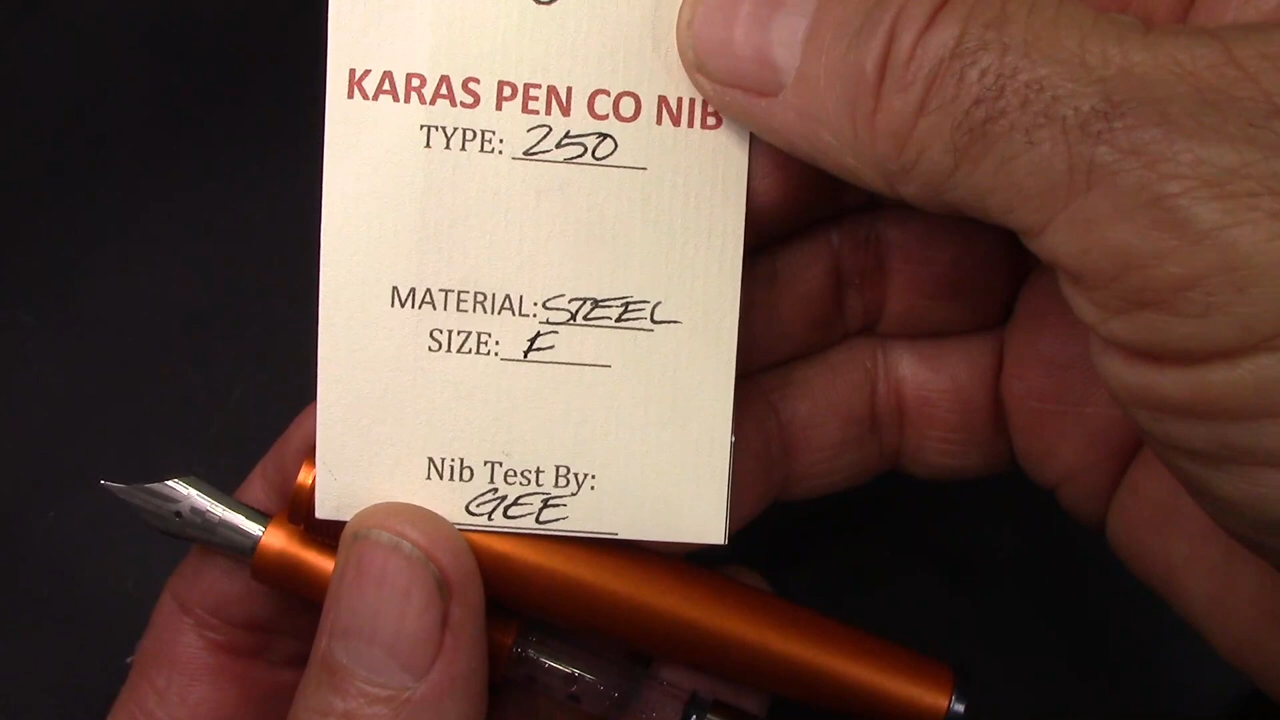 KARAS PEN CO NIB
TYPE: 250
MATERIAL: STEEL
SIZE: F
Nib Test By:
GEE